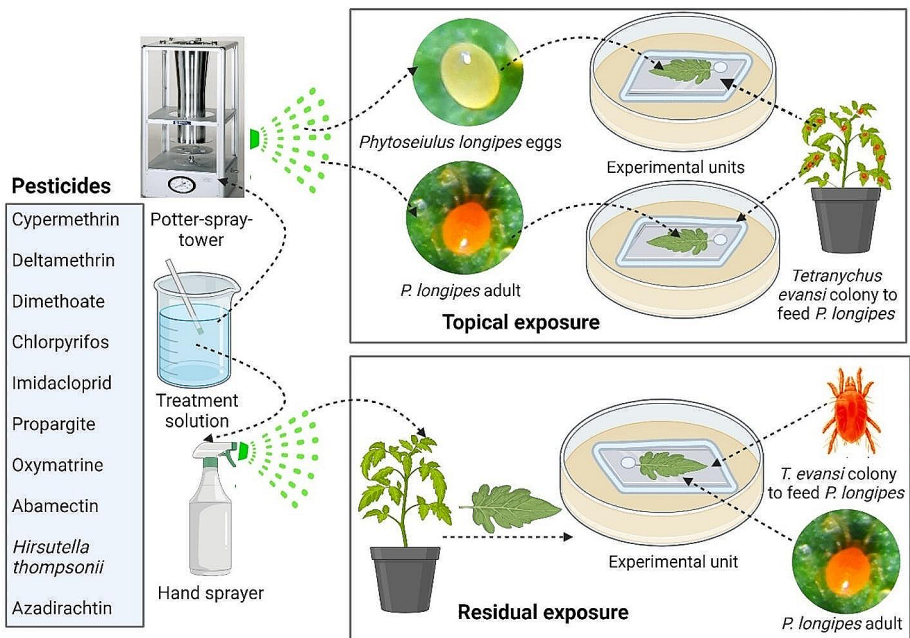 Pesticides
Cypermethrin
Deltamethrin
Dimethoate
Chlorpyrifos
Imidacloprid
Propargite
Oxymatrine
Abamectin
Hirsutella
thompsonii
Azadirachtin
Potter-spray-
tower
Treatment
solution
Hand sprayer
Phytoseiulus longipes eggs
Experimental units
P. longipes adult
Tetranychus
evansi colony to
feed P. longipes
Topical exposure
T. evansi colony
to feed P. longipes
Experimental unit
P. longipes adult
Residual exposure